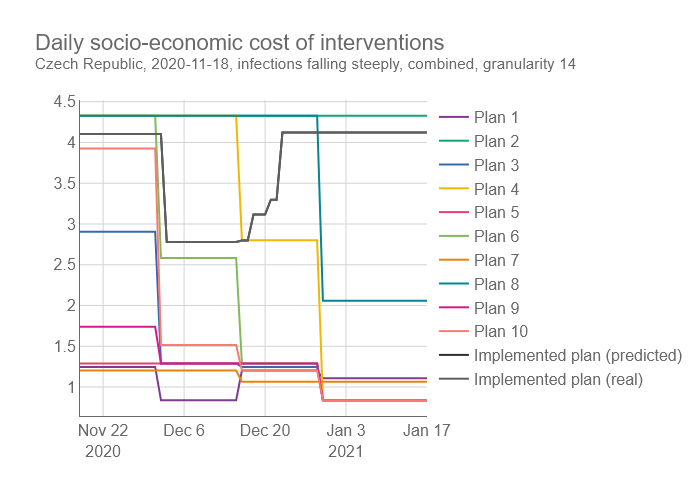 Daily socio-economic cost of interventions
Czech Republic, 2020-11-18, infections falling steeply, combined, granularity 14
4.5
4
3.5
3
2.5
2
1.5
1
Nov 22
2020
Dec 6
Dec 20
Jan 3
2021
Jan 17
Plan 1
Plan 2
Plan 3
Plan 4
Plan 5
Plan 6
Plan 7
Plan 8
Plan 9
Plan 10
Implemented plan (predicted)
Implemented plan (real)